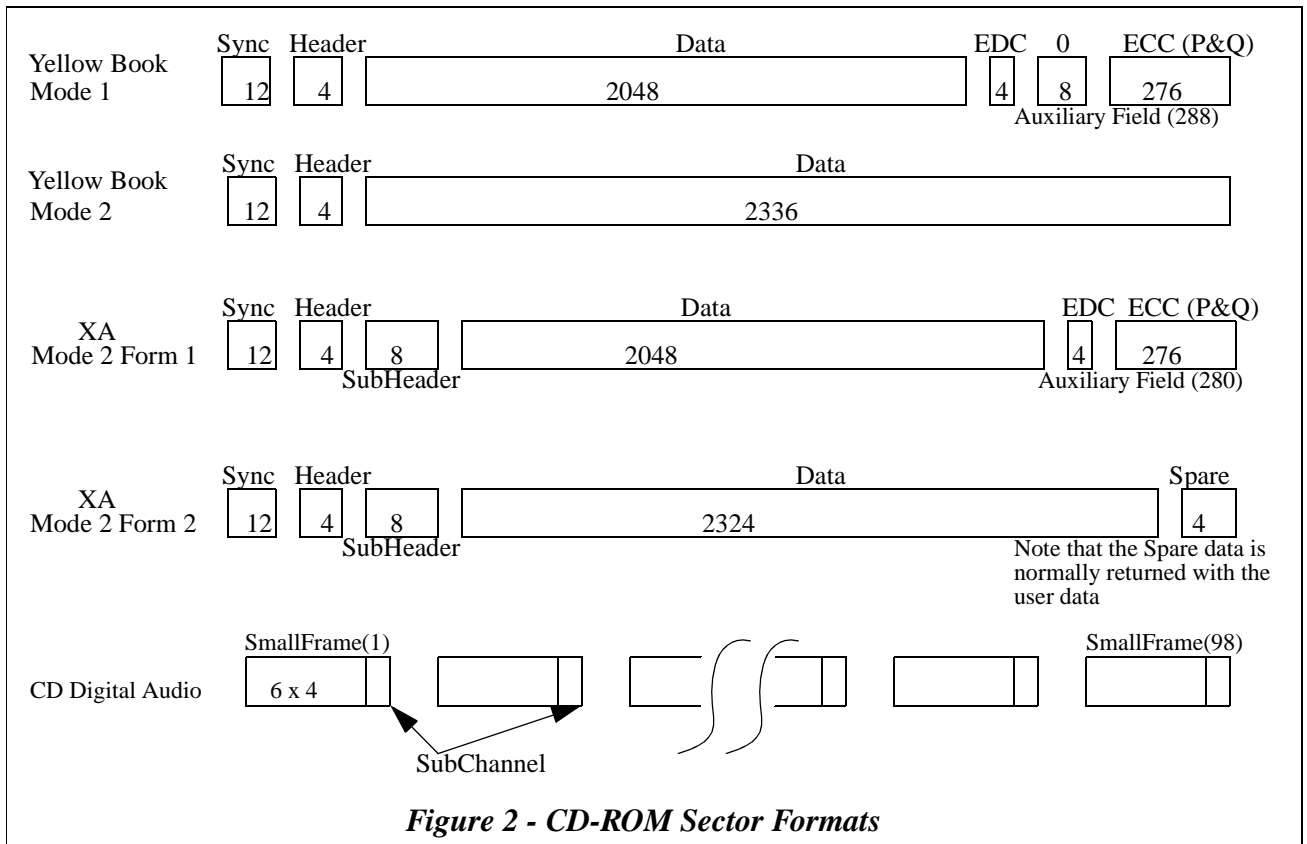 Sync Header Data EDC 0 ECC (P&Q)
Yellow Book
Mode 1 12 4 2048 4 8 276
Auxiliary Field (288)
Sync Header Data
Yellow Book
Mode 2 12 4 2336
Sync Header Data EDC ECC (P&Q)
XA
Mode 2 Form 1 12 4 8 2048 4 276
SubHeader Auxiliary Field (280)
Sync Header Data Spare
XA
Mode 2 Form 2 12 4 8 2324 4
SubHeader Note that the Spare data is
normally returned with the
user data
SmallFrame(1) SmallFrame(98)
CD Digital Audio 6 x 4
SubChannel
Figure 2 - CD-ROM Sector Formats